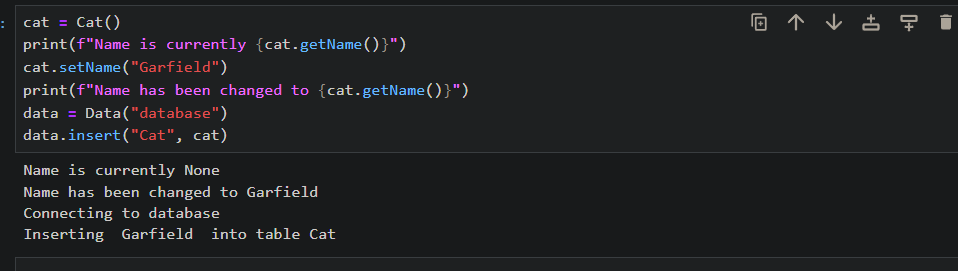 :
cat = Cat()
print(f"Name is currently {cat.getName()}")
cat.setName("Garfield")
print(f"Name has been changed to {cat.getName()}")
data = Data("database")
data.insert("Cat", cat)
Name is currently None
Name has been changed to Garfield
Connecting to database
Inserting  Garfield  into table Cat